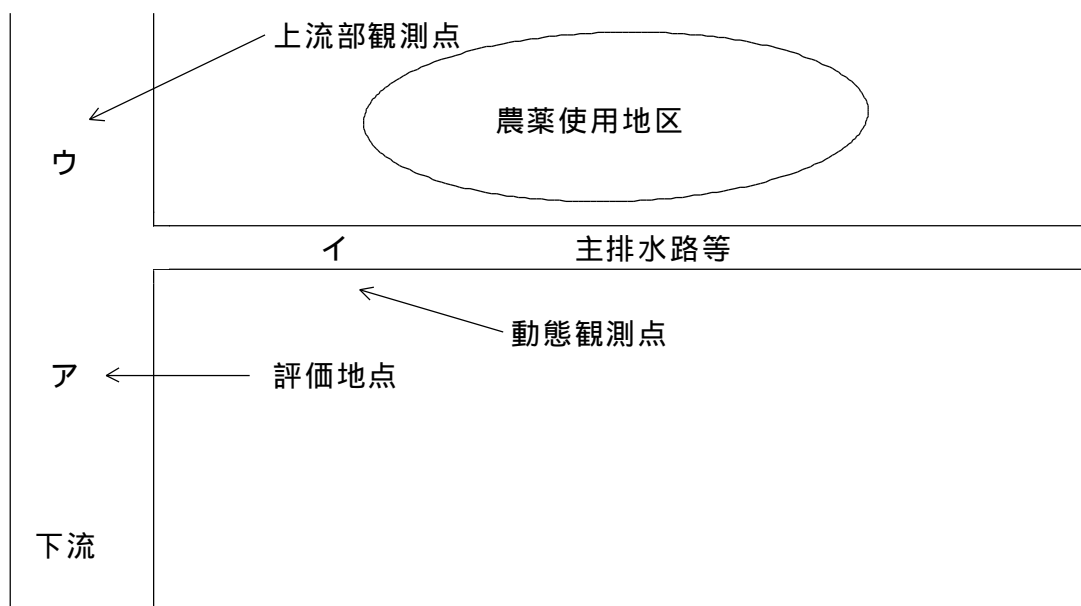 上流部観測点
農薬使用地区
ウ
イ
主排水路等
動態観測点
ア
評価地点
下流